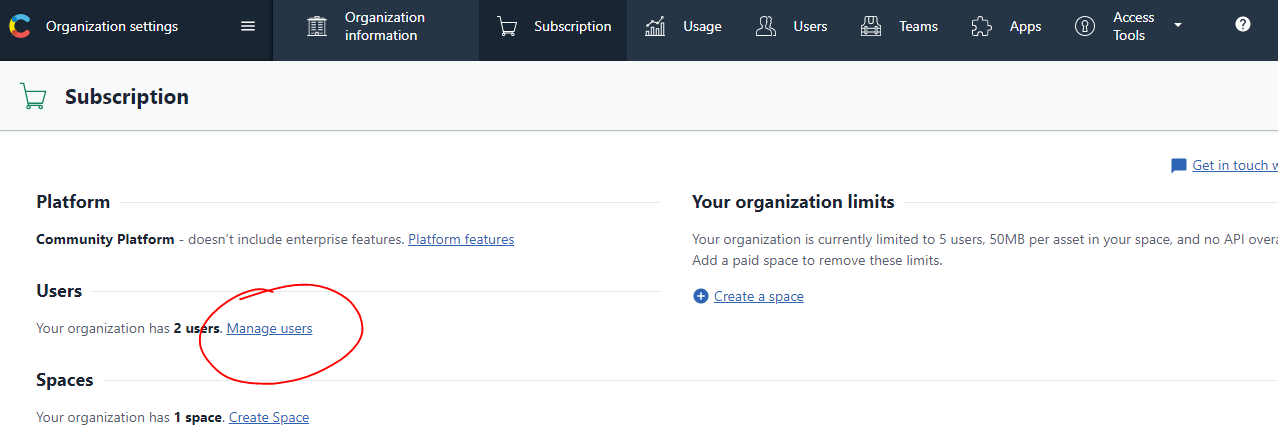 Organization settings
Organization information
Subscription
Usage
Users
Teams
Apps
Access Tools
?
Subscription
Get in touch w
Platform
Community Platform - doesn't include enterprise features. Platform features
Users
Your organization has 2 users. Manage users
Spaces
Your organization has 1 space. Create Space
Your organization limits
Your organization is currently limited to 5 users, 50MB per asset in your space, and no API overa
Add a paid space to remove these limits.
Create a space